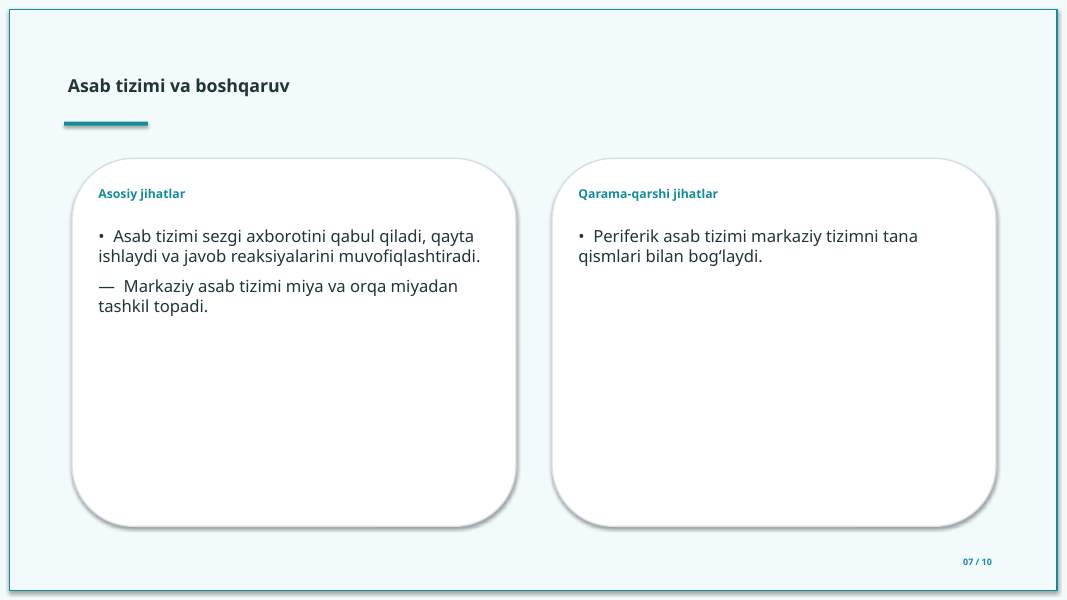 Asab tizimi va boshqaruv
Asosiy jihatlar
• Asab tizimi sezgi axborotini qabul qiladi, qayta
ishlaydi va javob reaksiyalarini muvofiqlashtiradi.
— Markaziy asab tizimi miya va orqa miyadan
tashkil topadi.
Qarama-qarshi jihatlar
• Periferik asab tizimi markaziy tizimni tana
qismlari bilan bogʻlaydi.
07 / 10